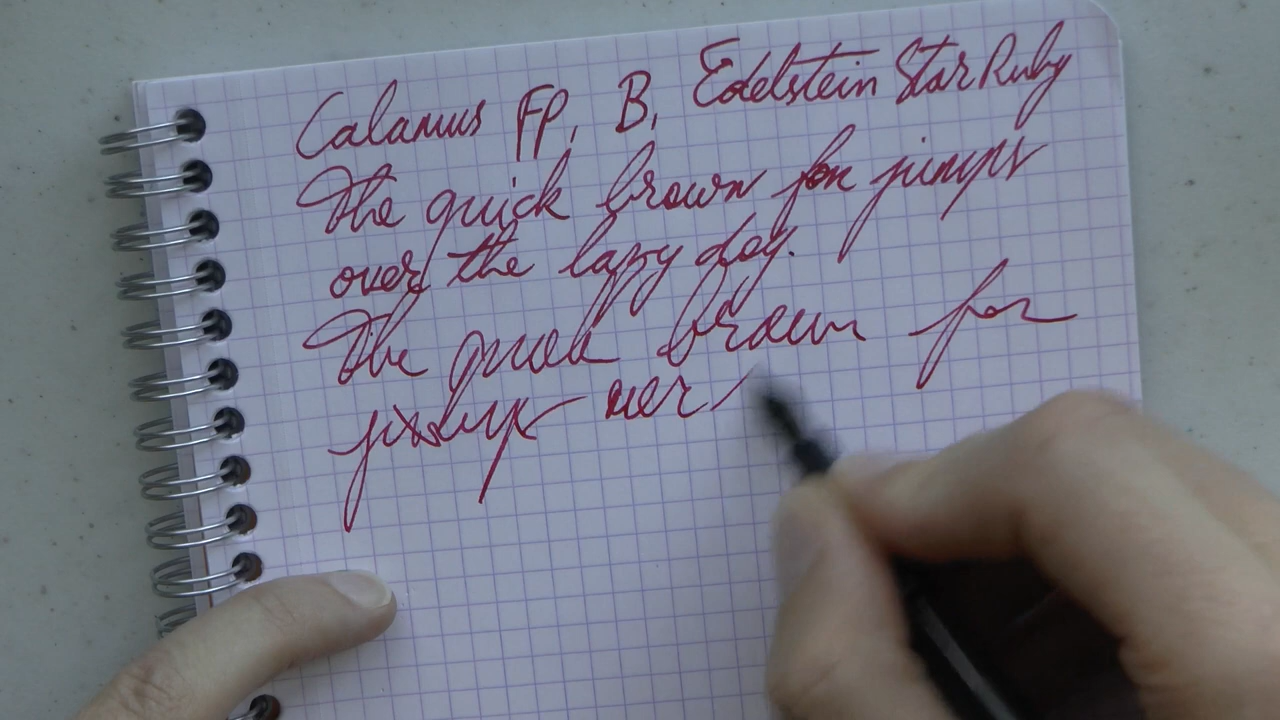 Calamus FP, B, Edelstein Star Ruby
The quick brown fox jumps
over the lazy dog.
The quick brown fox
jumps over